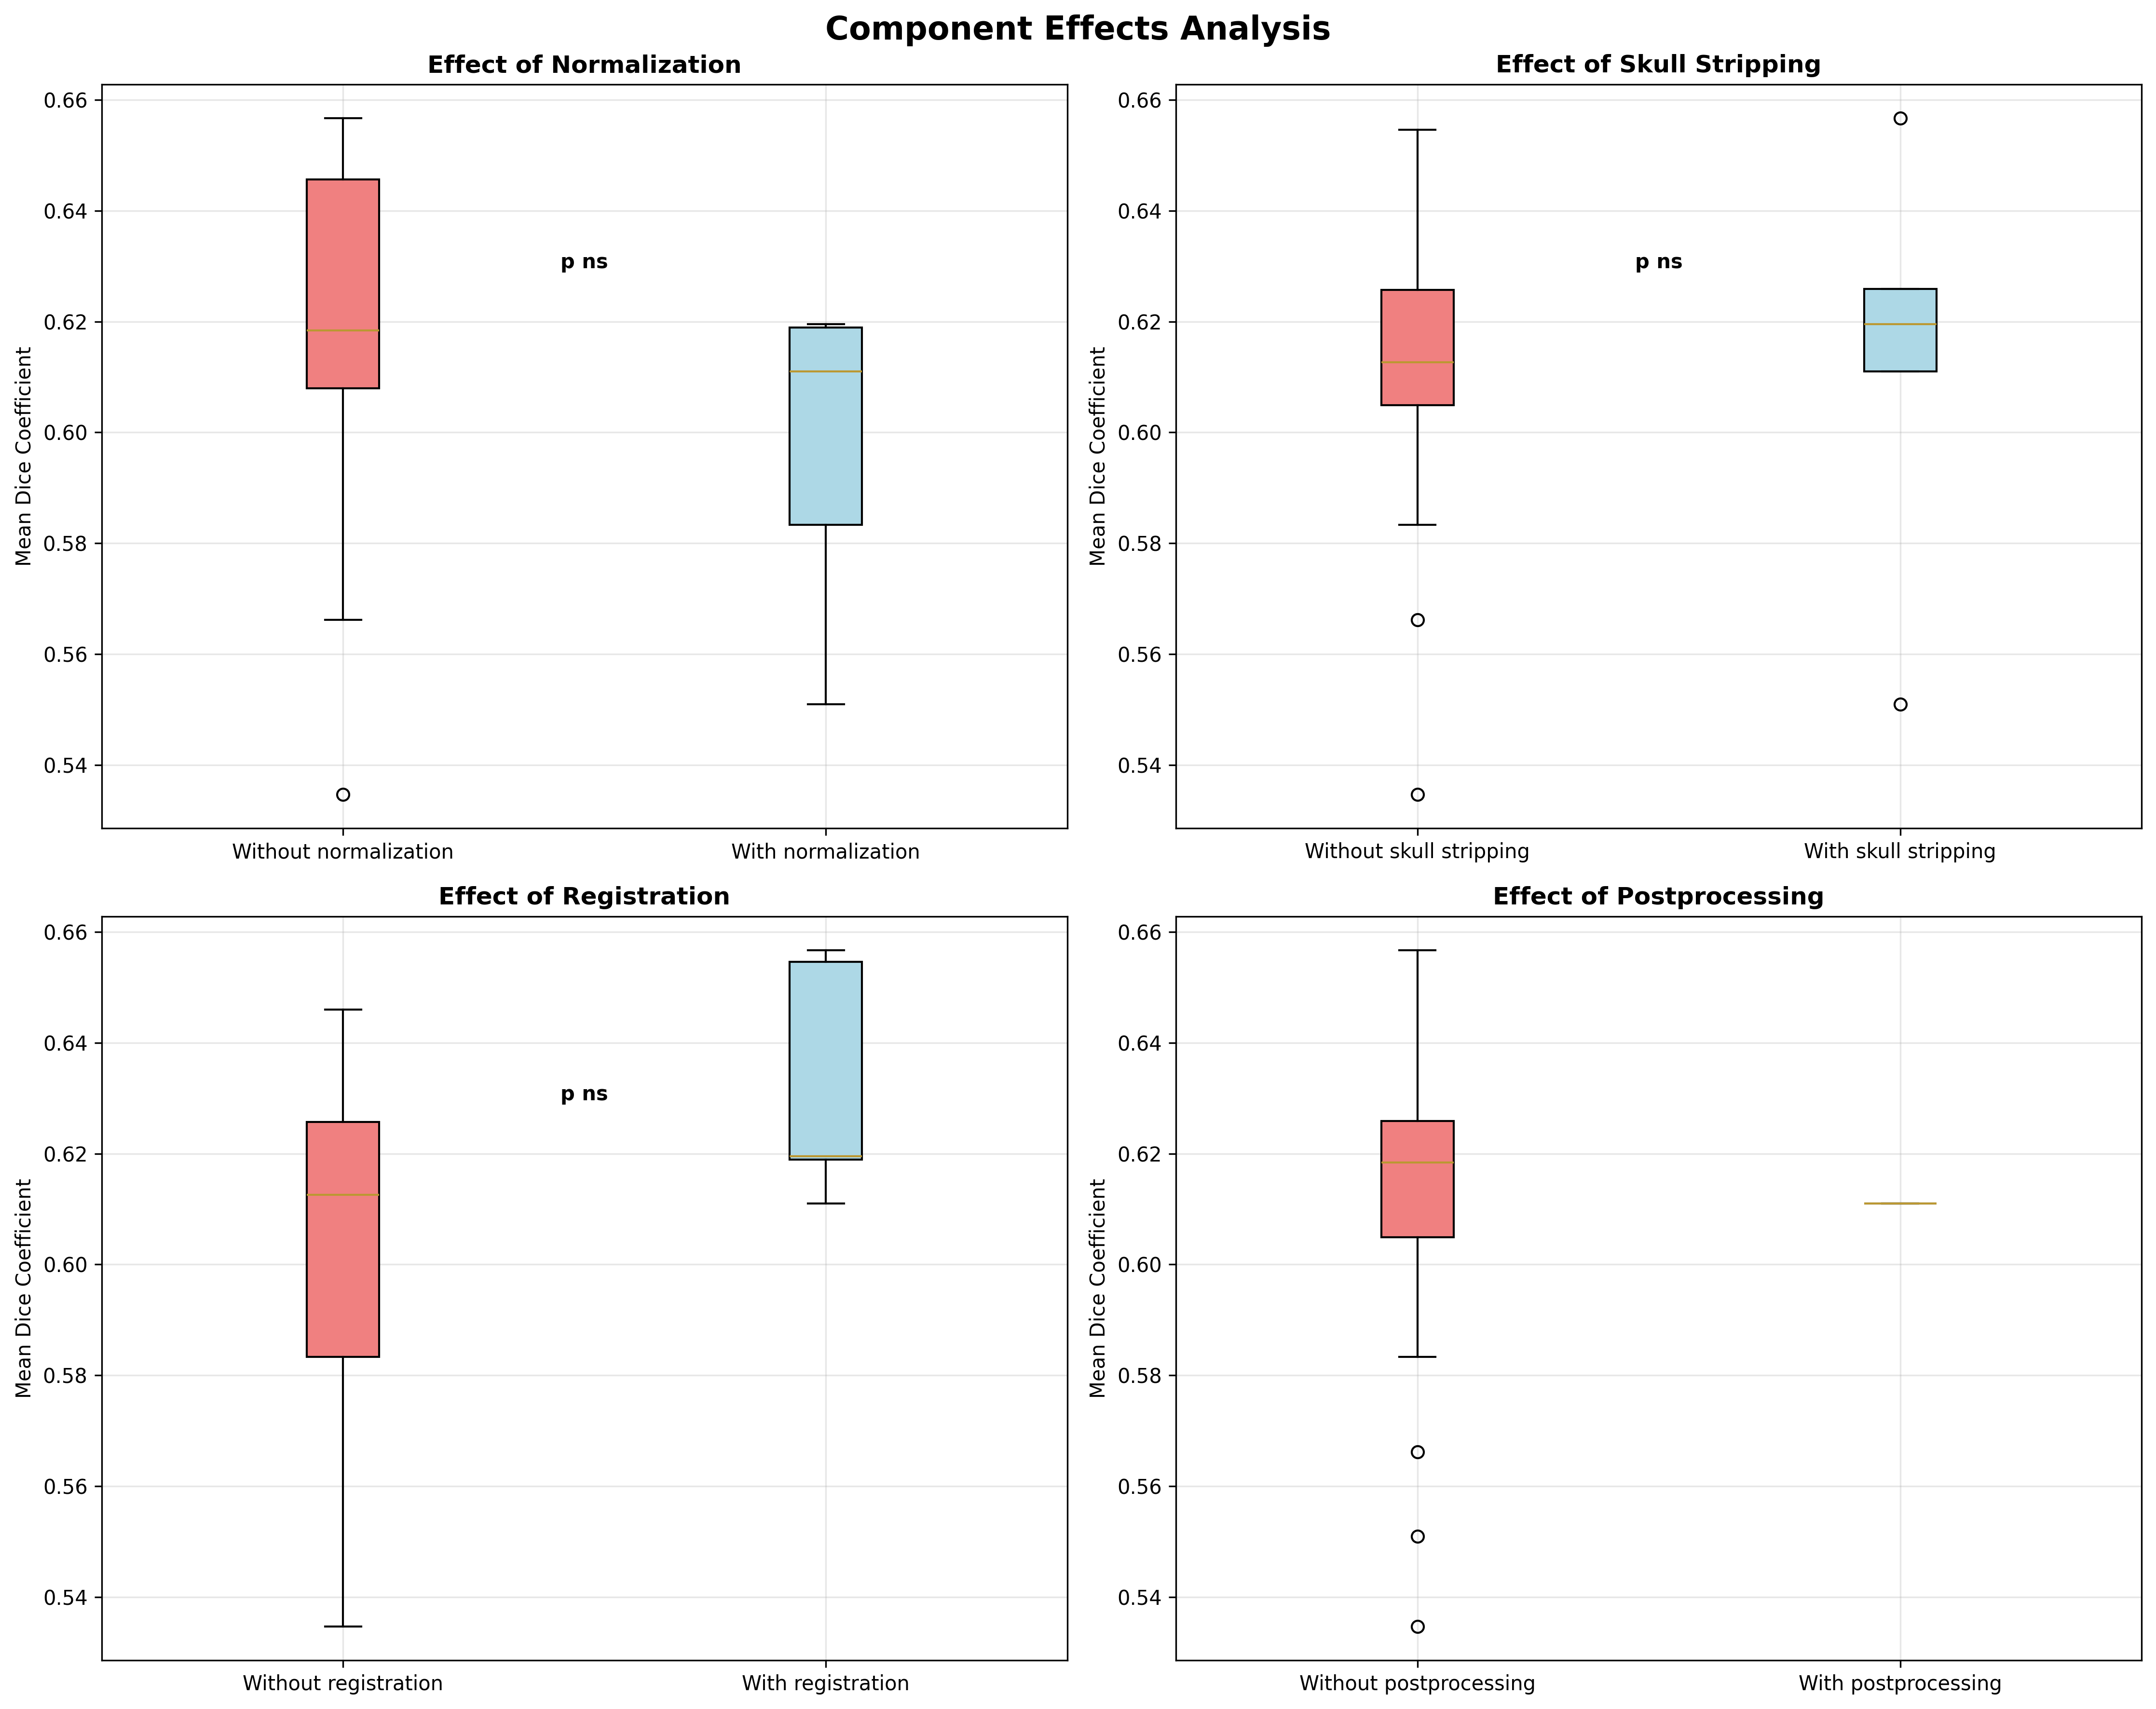 Component Effects Analysis
Effect of Normalization
0.66
0.64
0.62
0.60
0.58
0.56
0.54
Mean Dice Coefficient
p ns
Without normalization
With normalization
Effect of Skull Stripping
0.66
0.64
0.62
0.60
0.58
0.56
0.54
Mean Dice Coefficient
p ns
Without skull stripping
With skull stripping
Effect of Registration
0.66
0.64
0.62
0.60
0.58
0.56
0.54
Mean Dice Coefficient
p ns
Without registration
With registration
Effect of Postprocessing
0.66
0.64
0.62
0.60
0.58
0.56
0.54
Mean Dice Coefficient
Without postprocessing
With postprocessing